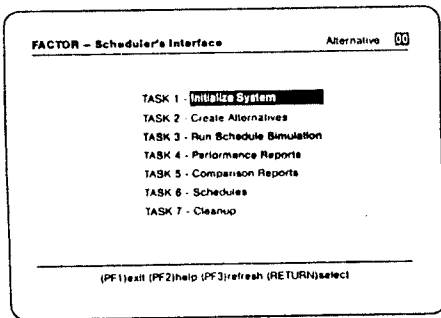 FACTOR – Scheduler's Interface Alternative 00
TASK 1 - Initialize System
TASK 2 - Create Alternatives
TASK 3 - Run Schedule Simulation
TASK 4 - Performance Reports
TASK 5 - Comparison Reports
TASK 6 - Schedules
TASK 7 - Cleanup
(PF1)exit (PF2)help (PF3)refresh (RETURN)select